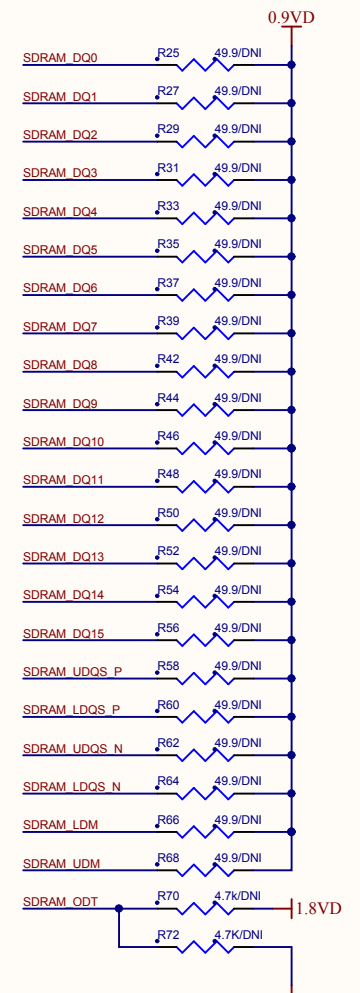 0.9VD
SDRAM_DQ0 R25 49.9/DNI
SDRAM_DQ1 R27 49.9/DNI
SDRAM_DQ2 R29 49.9/DNI
SDRAM_DQ3 R31 49.9/DNI
SDRAM_DQ4 R33 49.9/DNI
SDRAM_DQ5 R35 49.9/DNI
SDRAM_DQ6 R37 49.9/DNI
SDRAM_DQ7 R39 49.9/DNI
SDRAM_DQ8 R42 49.9/DNI
SDRAM_DQ9 R44 49.9/DNI
SDRAM_DQ10 R46 49.9/DNI
SDRAM_DQ11 R48 49.9/DNI
SDRAM_DQ12 R50 49.9/DNI
SDRAM_DQ13 R52 49.9/DNI
SDRAM_DQ14 R54 49.9/DNI
SDRAM_DQ15 R56 49.9/DNI
SDRAM_UDQS_P R58 49.9/DNI
SDRAM_LDQS_P R60 49.9/DNI
SDRAM_UDQS_N R62 49.9/DNI
SDRAM_LDQS_N R64 49.9/DNI
SDRAM_LDM R66 49.9/DNI
SDRAM_UDM R68 49.9/DNI
SDRAM_ODT R70 4.7k/DNI 1.8VD
R72 4.7K/DNI